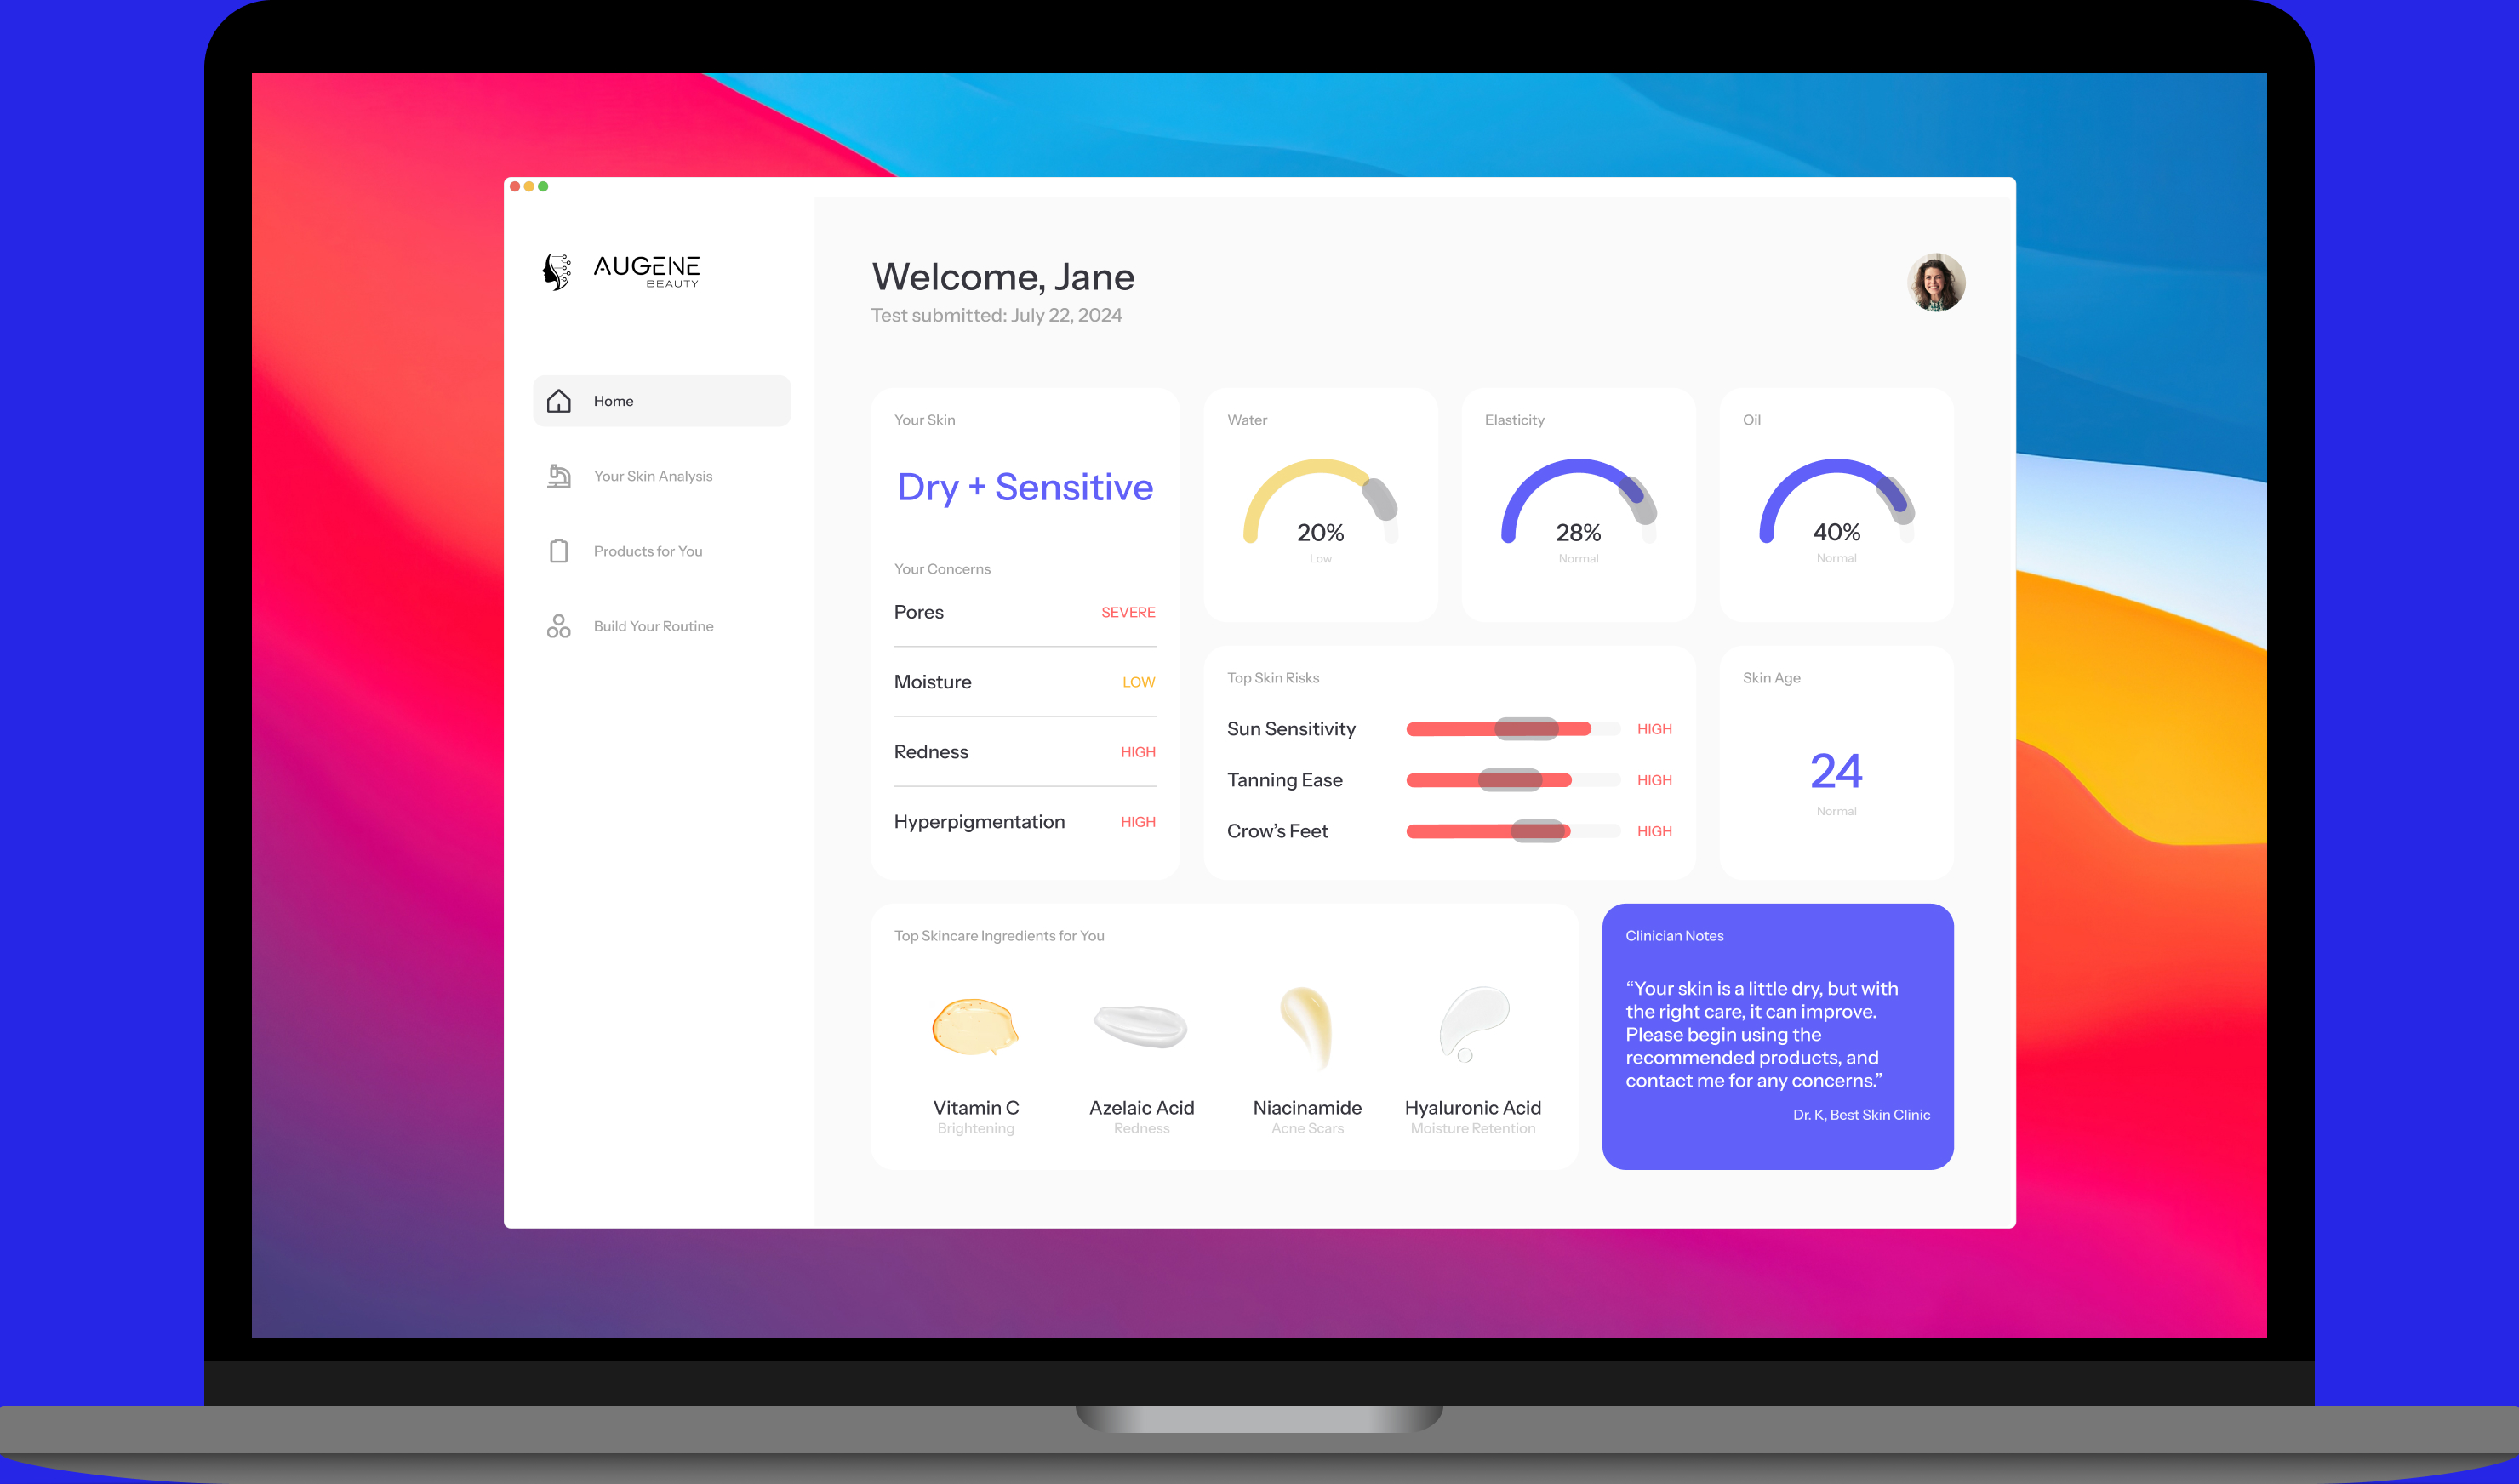 AUGENE
BEAUTY
Home
Your Skin Analysis
Products for You
Build Your Routine
Welcome, Jane
Test submitted: July 22, 2024
Your Skin
Dry + Sensitive
Your Concerns
Pores SEVERE
Moisture LOW
Redness HIGH
Hyperpigmentation HIGH
Water
20%
Low
Elasticity
28%
Normal
Oil
40%
Normal
Top Skin Risks
Sun Sensitivity HIGH
Tanning Ease HIGH
Crow’s Feet HIGH
Skin Age
24
Normal
Top Skincare Ingredients for You
Vitamin C
Brightening
Azelaic Acid
Redness
Niacinamide
Acne Scars
Hyaluronic Acid
Moisture Retention
Clinician Notes
“Your skin is a little dry, but with
the right care, it can improve.
Please begin using the
recommended products, and
contact me for any concerns.”
Dr. K, Best Skin Clinic